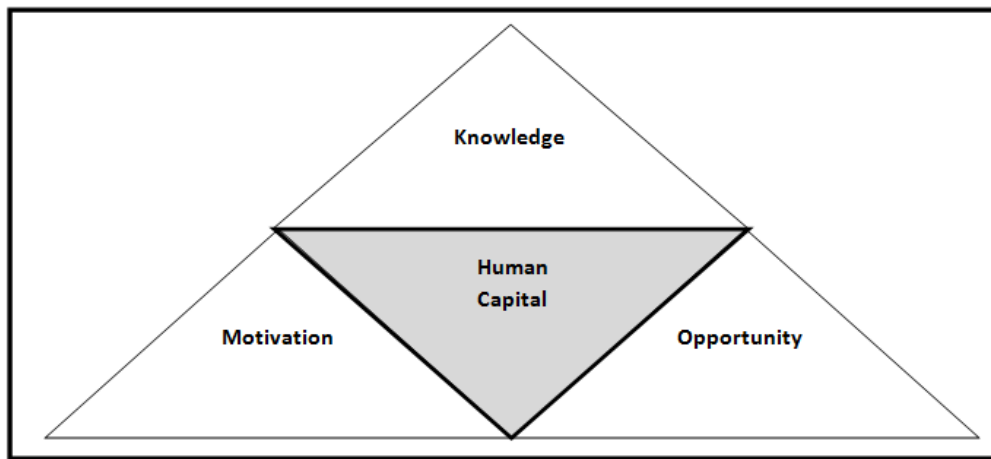 Knowledge
Human
Capital
Motivation
Opportunity